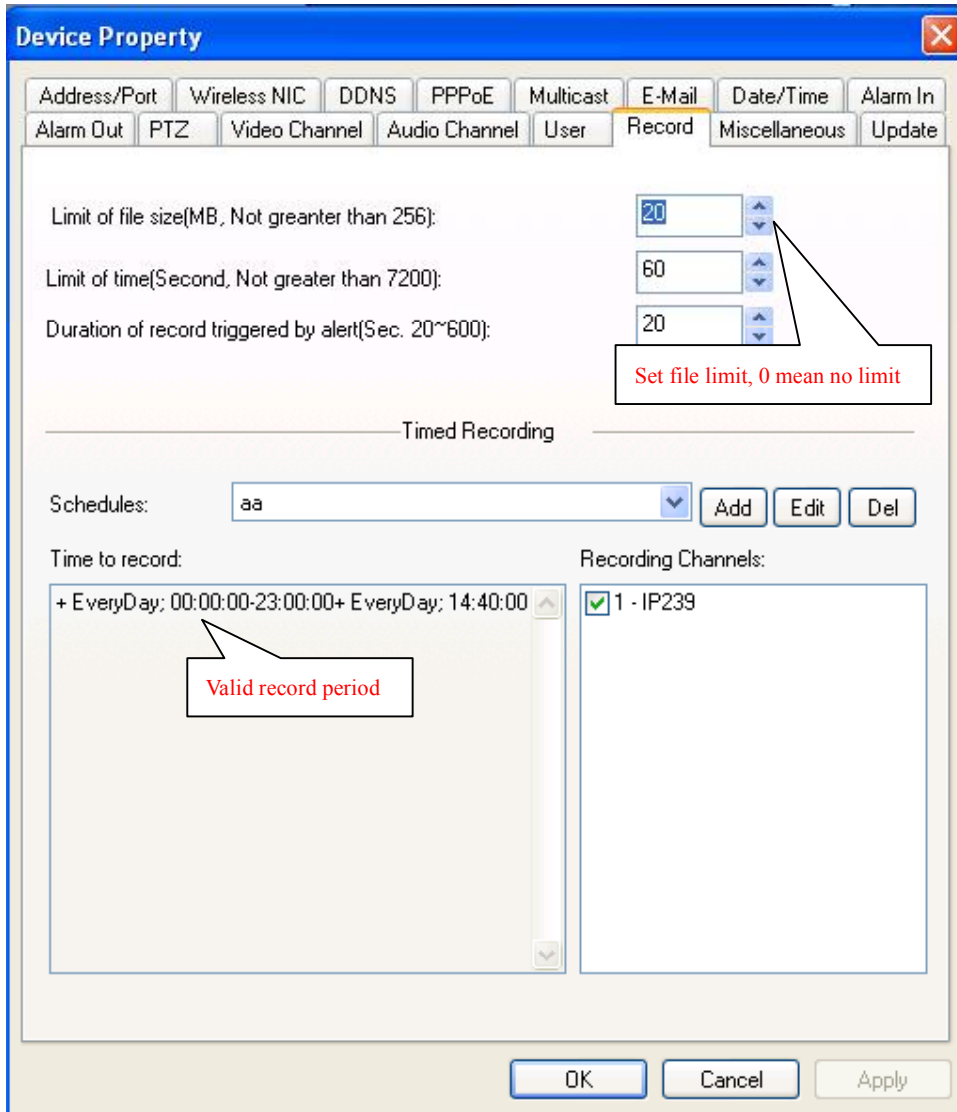 Device Property
Address/Port Wireless NIC DDNS PPPoE Multicast E-Mail Date/Time Alarm In
Alarm Out PTZ Video Channel Audio Channel User Record Miscellaneous Update
Limit of file size(MB, Not greanter than 256): 20
Limit of time(Second, Not greater than 7200): 60
Duration of record triggered by alert(Sec. 20~600): 20
Set file limit, 0 mean no limit
Timed Recording
Schedules: aa Add Edit Del
Time to record: Recording Channels:
+ EveryDay; 00:00:00-23:00:00+ EveryDay; 14:40:00 1 - IP239
Valid record period
OK Cancel Apply